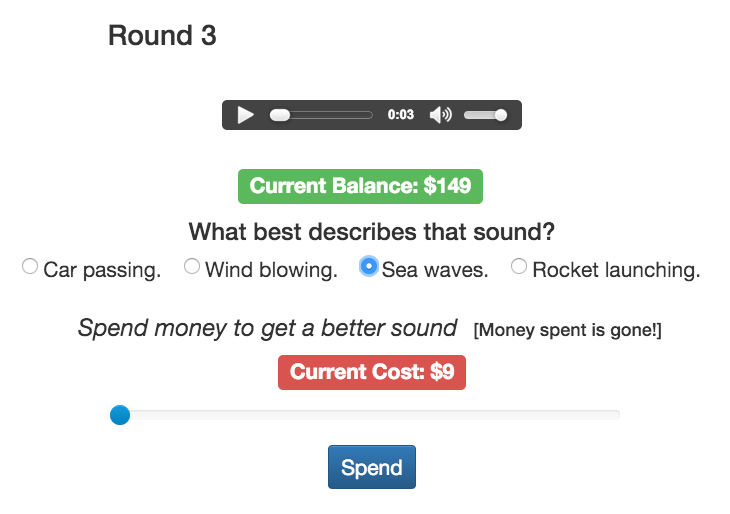 Round 3
0:03
Current Balance: $149
What best describes that sound?
Car passing. Wind blowing. Sea waves. Rocket launching.
Spend money to get a better sound [Money spent is gone!]
Current Cost: $9
Spend